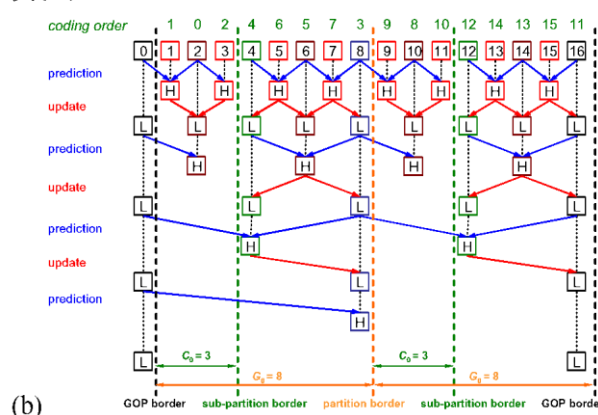 coding order 1 0 2 4 6 5 7 3 9 8 10 12 14 13 15 11
0 1 2 3 4 5 6 7 8 9 10 11 12 13 14 15 16
prediction
H H H H H H H H
update
L L L L L L L L
prediction
H H H H
update
L L L L L
prediction
H H
update
L L L
prediction
H
L L
C₀ = 3 C₀ = 3
G₀ = 8 G₀ = 8
(b) GOP border sub-partition border partition border sub-partition border GOP borde